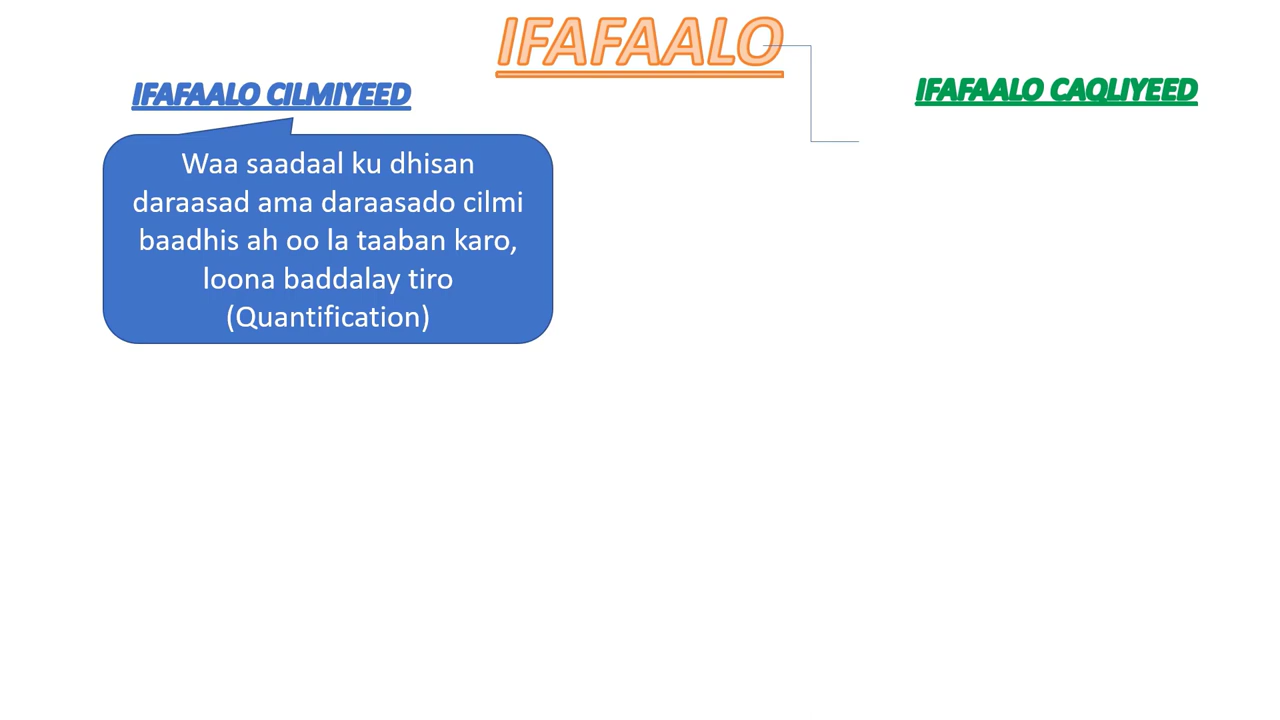 IFAFAALO
IFAFAALO CILMIYEED
IFAFAALO CAQLIYEED
Waa saadaal ku dhisan
daraasad ama daraasado cilmi
baadhis ah oo la taaban karo,
loona baddalay tiro
(Quantification)